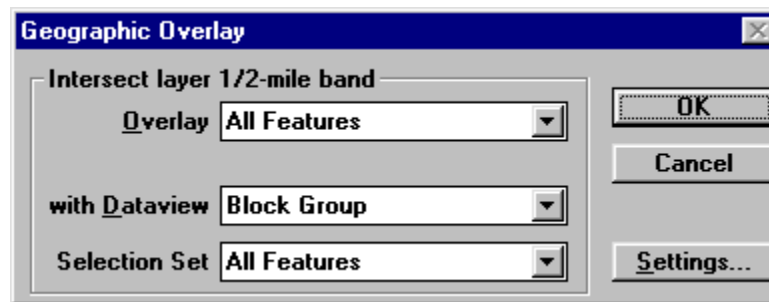 Geographic Overlay
Intersect layer 1/2-mile band
Overlay All Features
OK
Cancel
with Dataview Block Group
Selection Set All Features
Settings...